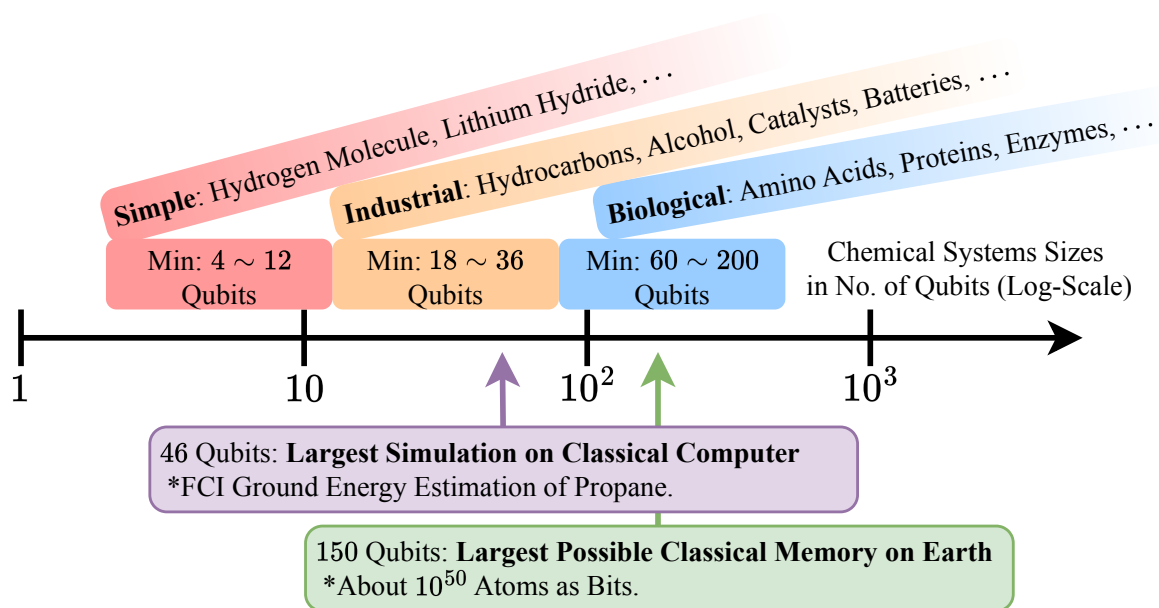 Simple: Hydrogen Molecule, Lithium Hydride, …
Industrial: Hydrocarbons, Alcohol, Catalysts, Batteries, …
Biological: Amino Acids, Proteins, Enzymes, …
Min: 4 ∼ 12
Qubits
Min: 18 ∼ 36
Qubits
Min: 60 ∼ 200
Qubits
Chemical Systems Sizes
in No. of Qubits (Log-Scale)
1
10
10²
10³
46 Qubits: Largest Simulation on Classical Computer
*FCI Ground Energy Estimation of Propane.
150 Qubits: Largest Possible Classical Memory on Earth
*About 10⁵⁰ Atoms as Bits.